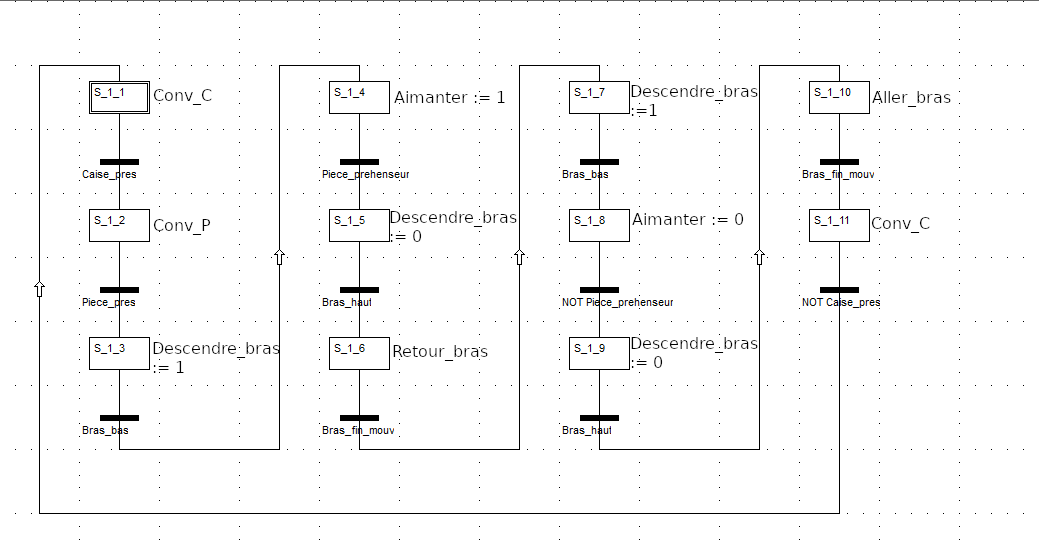 S_1_1
Conv_C
Caise_pres
S_1_2
Conv_P
Piece_pres
S_1_3
Descendre_bras
:= 1
Bras_bas
S_1_4
Aimanter := 1
Piece_prehenseur
S_1_5
Descendre_bras
:= 0
Bras_haut
S_1_6
Retour_bras
Bras_fin_mouv
S_1_7
Descendre_bras
:=1
Bras_bas
S_1_8
Aimanter := 0
NOT Piece_prehenseur
S_1_9
Descendre_bras
:= 0
Bras_haut
S_1_10
Aller_bras
Bras_fin_mouv
S_1_11
Conv_C
NOT Caise_pres